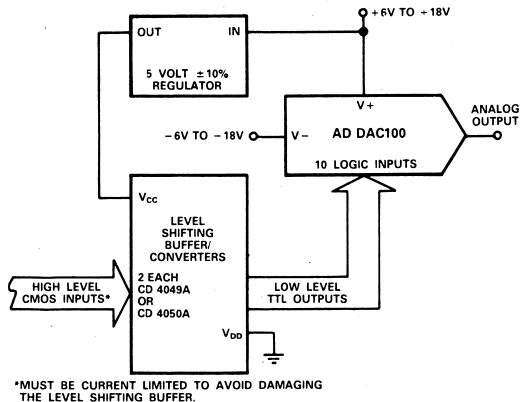 +6V TO +18V
OUT
IN
5 VOLT ±10%
REGULATOR
V+
ANALOG
OUTPUT
-6V TO -18V
V-
AD DAC100
10 LOGIC INPUTS
VCC
LEVEL
SHIFTING
BUFFER/
CONVERTERS
HIGH LEVEL
CMOS INPUTS*
2 EACH
CD 4049A
OR
CD 4050A
LOW LEVEL
TTL OUTPUTS
VDD
*MUST BE CURRENT LIMITED TO AVOID DAMAGING
THE LEVEL SHIFTING BUFFER.